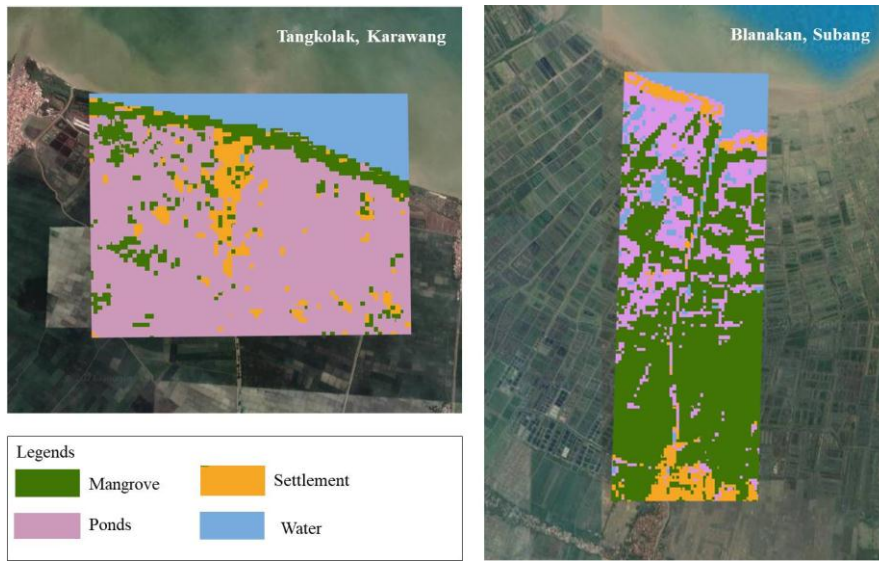 Tangkolak, Karawang
Blanakan, Subang
Legends
Mangrove
Settlement
Ponds
Water